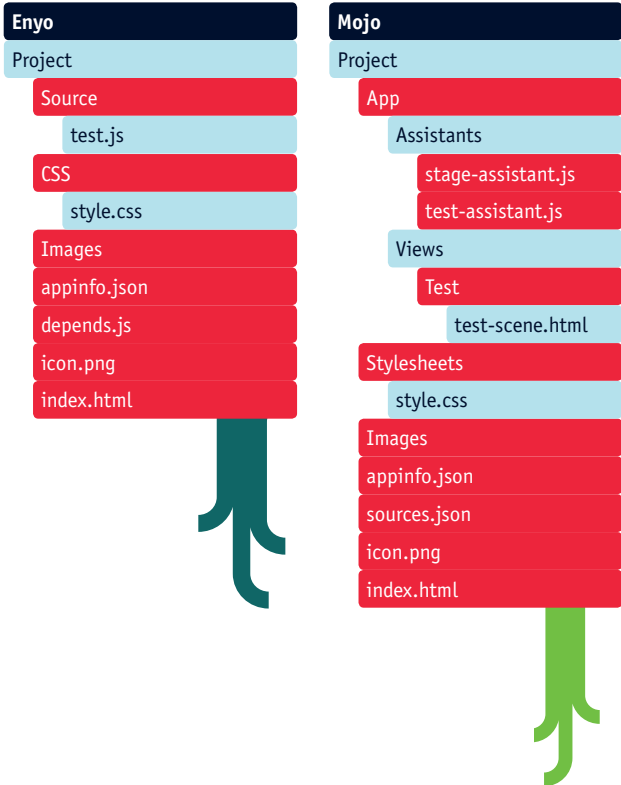 Enyo
Project
Source
test.js
CSS
style.css
Images
appinfo.json
depends.js
icon.png
index.html
Mojo
Project
App
Assistants
stage-assistant.js
test-assistant.js
Views
Test
test-scene.html
Stylesheets
style.css
Images
appinfo.json
sources.json
icon.png
index.html